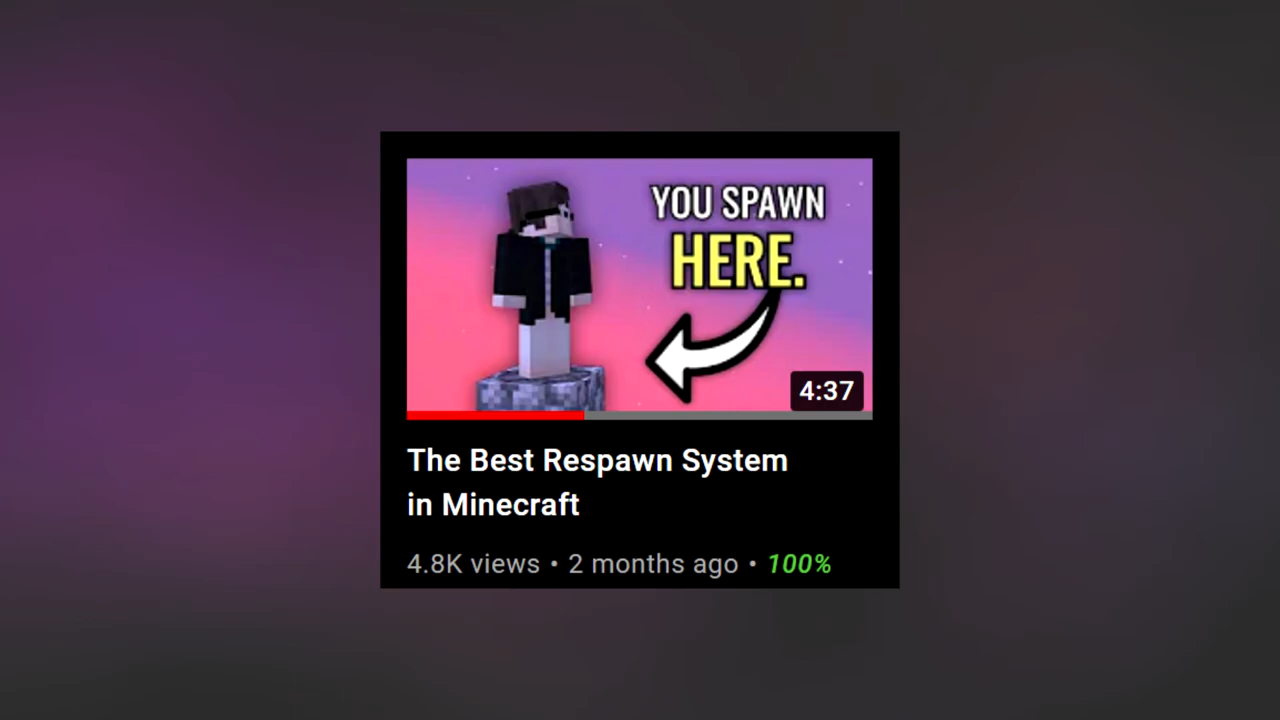 YOU SPAWN
HERE.
4:37
The Best Respawn System
in Minecraft
4.8K views • 2 months ago • 100%